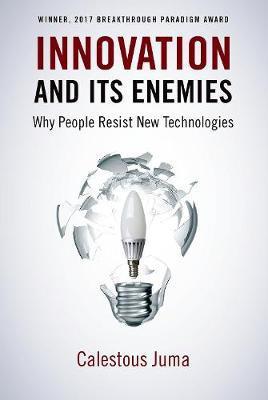 WINNER, 2017 BREAKTHROUGH PARADIGM AWARD
INNOVATION
AND ITS ENEMIES
Why People Resist New Technologies
Calestous Juma